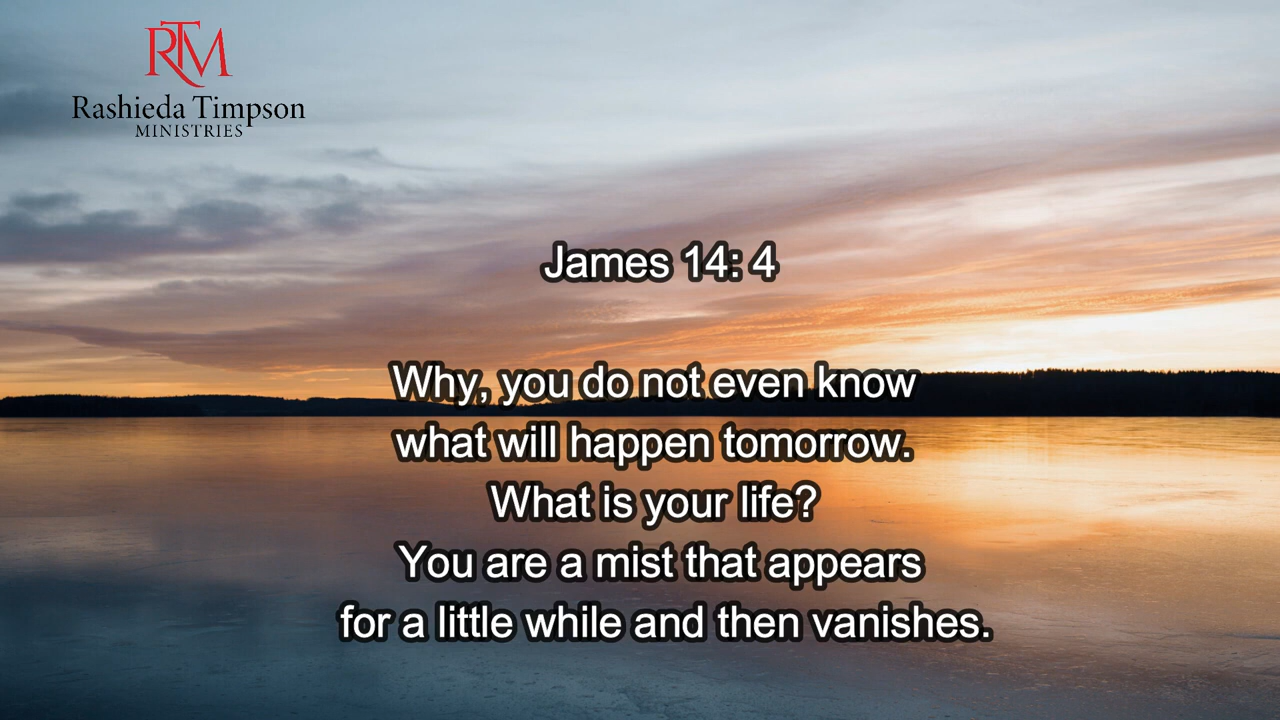 RTM
Rashieda Timpson
MINISTRIES
James 14: 4
Why, you do not even know
what will happen tomorrow.
What is your life?
You are a mist that appears
for a little while and then vanishes.